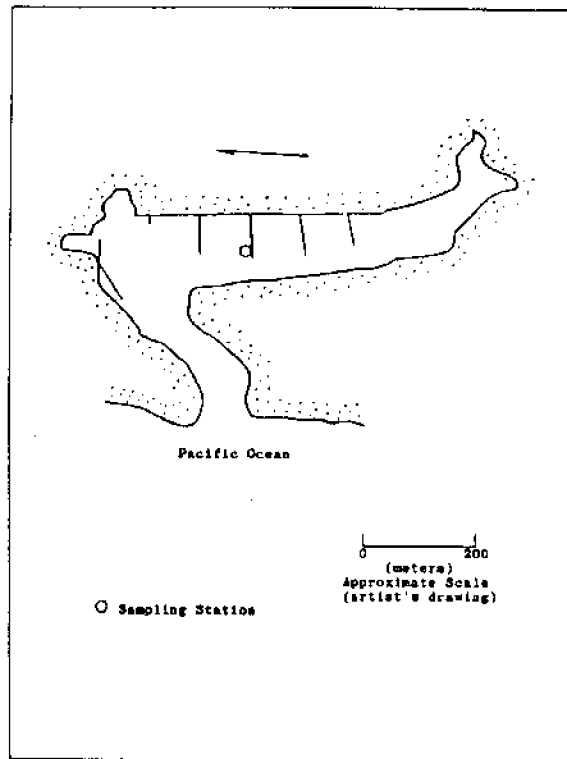 Pacific Ocean
0 200
(meters)
Approximate Scale
(artist's drawing)
Sampling Station